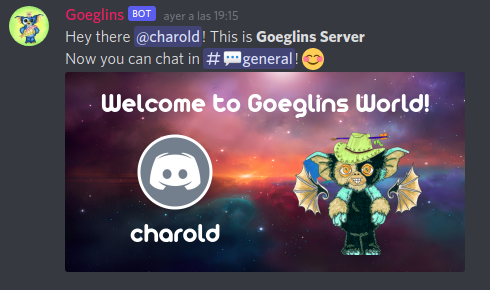 Goeglins BOT ayer a las 19:15
Hey there @charold! This is Goeglins Server
Now you can chat in #💬general! 😊
Welcome to Goeglins World!
charold